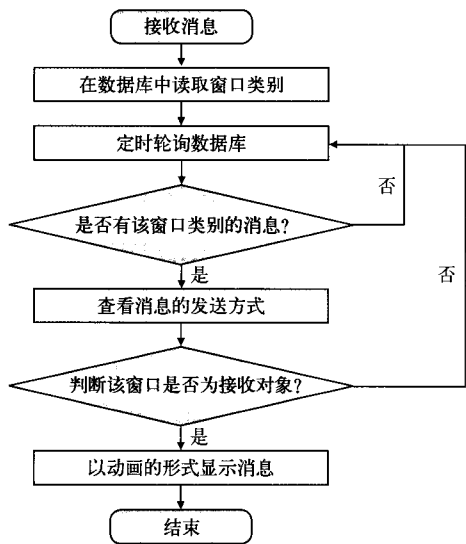 接收消息
在数据库中读取窗口类别
定时轮询数据库
否
是否有该窗口类别的消息?
是
否
查看消息的发送方式
判断该窗口是否为接收对象?
是
以动画的形式显示消息
结束